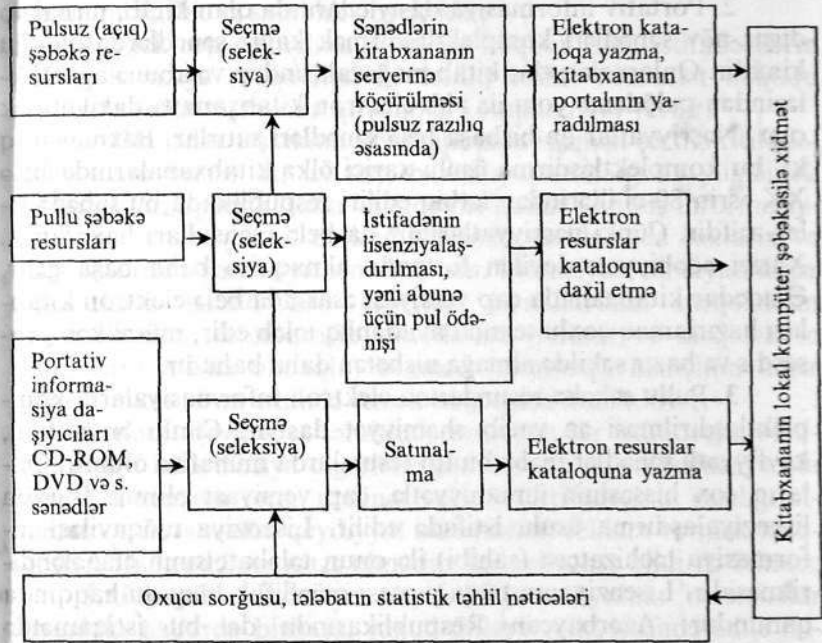 Pulsuz (açıq)
şəbəkə re-
sursları
Seçmə
(selek-
siya)
Sənədlərin
kitabxananın
serverinə
köçürülməsi
(pulsuz razılıq
əsasında)
Elektron kata-
loqun və
kitabxananın
portalının ya-
radılması
Pullu şəbəkə
resursları
Seçmə
(selek-
siya)
İstifadənin
lisenziyalaş-
dırılması,
yəni abunə
üçün pul ödə-
nişi
Elektron
resurslar
kataloquna
daxil etmə
Portativ
informa-
siya da-
şıyıcıları
CD-ROM,
DVD və s.
sənədlər
Seçmə
(seleksiya)
Satınal-
ma
Elektron resurslar
kataloquna yazma
Kitabxananın lokal kompüter şəbəkəsilə xidmət
Oxucu sorğusu, tələbatın statistik təhlil nəticələri